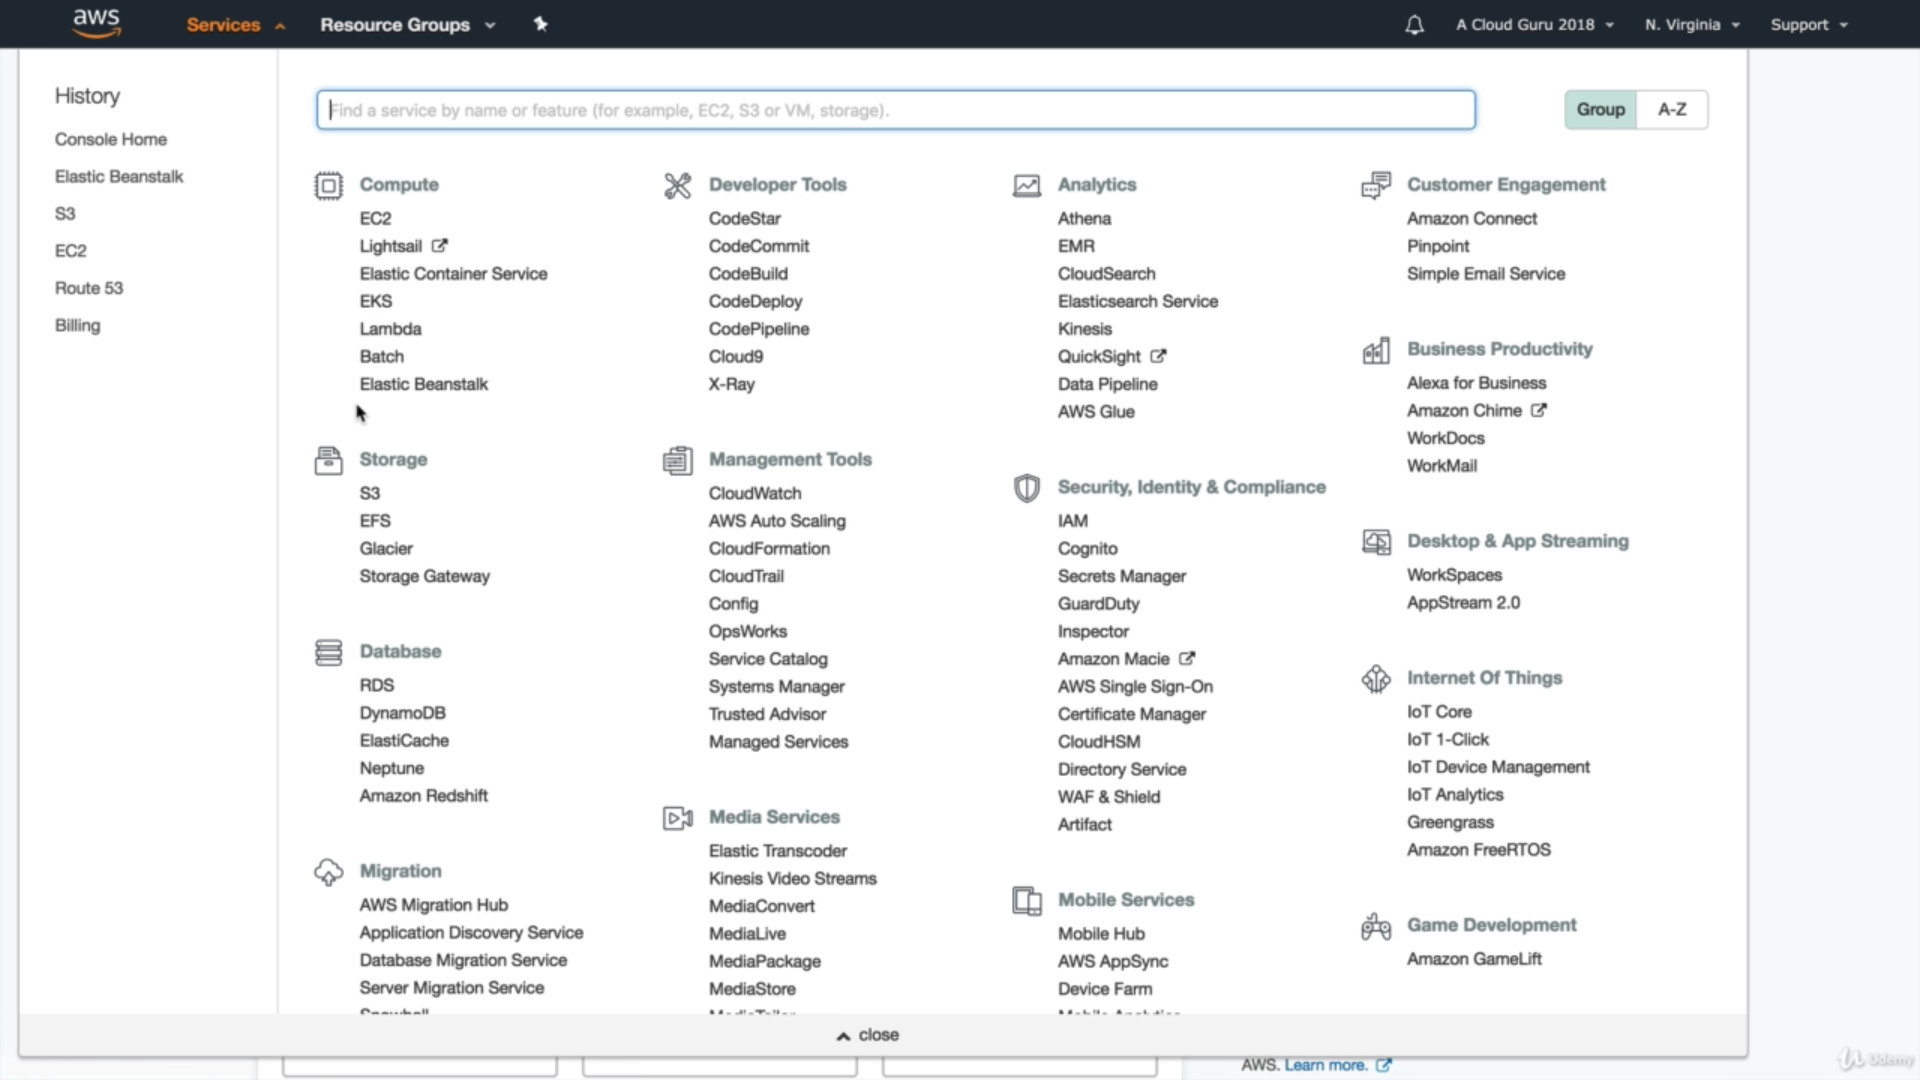 aws
Services
Resource Groups
A Cloud Guru 2018
N. Virginia
Support
History
Console Home
Elastic Beanstalk
S3
EC2
Route 53
Billing
Find a service by name or feature (for example, EC2, S3 or VM, storage).
Group
A-Z
Compute
EC2
Lightsail
Elastic Container Service
EKS
Lambda
Batch
Elastic Beanstalk
Storage
S3
EFS
Glacier
Storage Gateway
Database
RDS
DynamoDB
ElastiCache
Neptune
Amazon Redshift
Migration
AWS Migration Hub
Application Discovery Service
Database Migration Service
Server Migration Service
Snowball
Developer Tools
CodeStar
CodeCommit
CodeBuild
CodeDeploy
CodePipeline
Cloud9
X-Ray
Management Tools
CloudWatch
AWS Auto Scaling
CloudFormation
CloudTrail
Config
OpsWorks
Service Catalog
Systems Manager
Trusted Advisor
Managed Services
Media Services
Elastic Transcoder
Kinesis Video Streams
MediaConvert
MediaLive
MediaPackage
MediaStore
MediaTailor
Analytics
Athena
EMR
CloudSearch
Elasticsearch Service
Kinesis
QuickSight
Data Pipeline
AWS Glue
Security, Identity & Compliance
IAM
Cognito
Secrets Manager
GuardDuty
Inspector
Amazon Macie
AWS Single Sign-On
Certificate Manager
CloudHSM
Directory Service
WAF & Shield
Artifact
Mobile Services
Mobile Hub
AWS AppSync
Device Farm
Mobile Analytics
Customer Engagement
Amazon Connect
Pinpoint
Simple Email Service
Business Productivity
Alexa for Business
Amazon Chime
WorkDocs
WorkMail
Desktop & App Streaming
WorkSpaces
AppStream 2.0
Internet Of Things
IoT Core
IoT 1-Click
IoT Device Management
IoT Analytics
Greengrass
Amazon FreeRTOS
Game Development
Amazon GameLift
close
AWS. Learn more.
Udemy